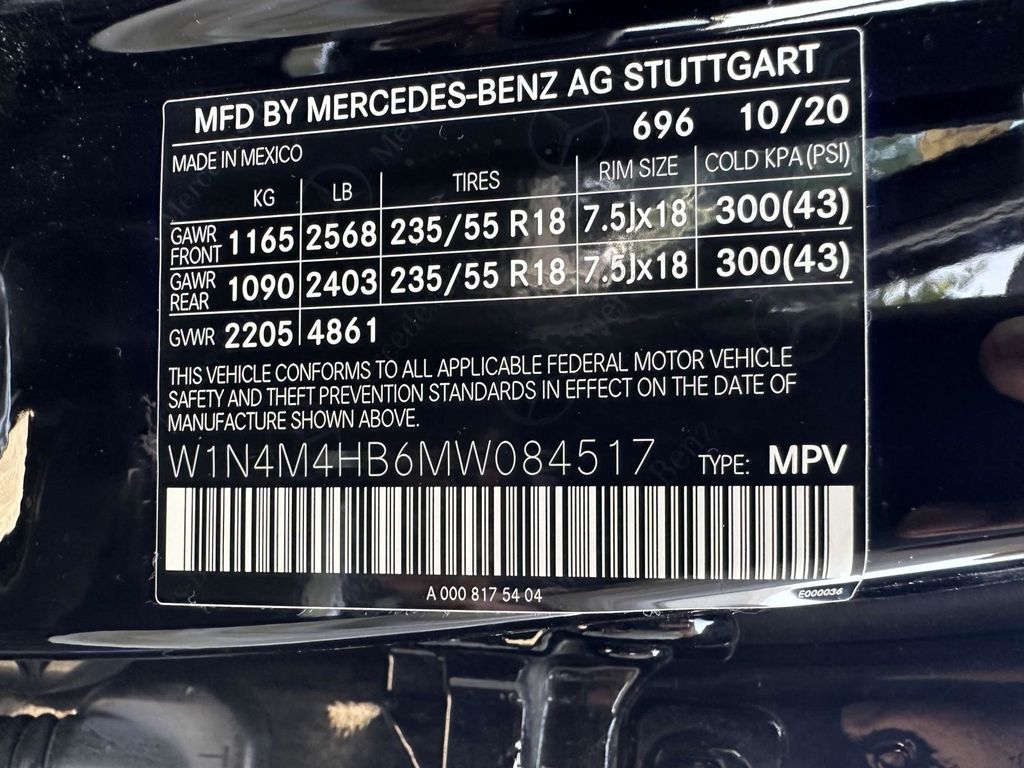 MFD BY MERCEDES-BENZ AG STUTTGART
696 10/20
MADE IN MEXICO
KG LB TIRES RIM SIZE COLD KPA (PSI)
GAWR FRONT 1165 2568 235/55 R18 7.5Jx18 300(43)
GAWR REAR 1090 2403 235/55 R18 7.5Jx18 300(43)
GVWR 2205 4861
THIS VEHICLE CONFORMS TO ALL APPLICABLE FEDERAL MOTOR VEHICLE
SAFETY AND THEFT PREVENTION STANDARDS IN EFFECT ON THE DATE OF
MANUFACTURE SHOWN ABOVE.
W1N4M4HB6MW084517 TYPE: MPV
A 000 817 54 04
E000036